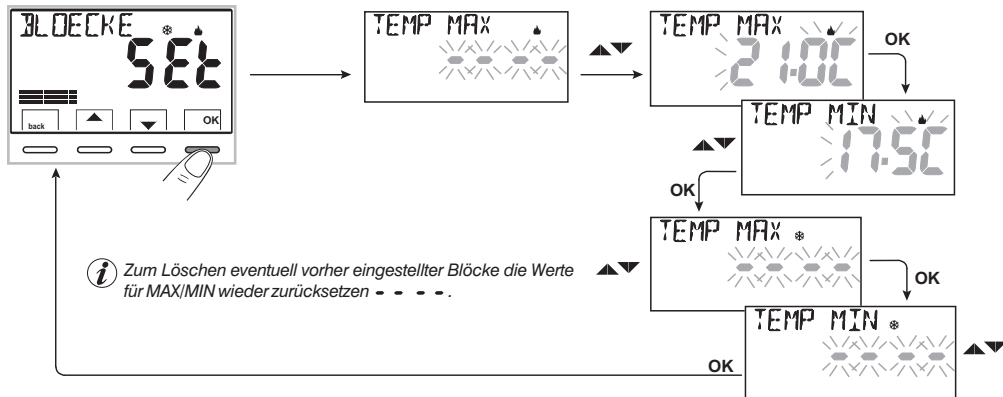 BLOECKE
SEt
back
OK
TEMP MAX
- - - -
TEMP MAX
21.0C
OK
TEMP MIN
17.5C
OK
TEMP MAX
- - - -
OK
TEMP MIN
- - - -
OK
i Zum Löschen eventuell vorher eingestellter Blöcke die Werte
für MAX/MIN wieder zurücksetzen - - - -.